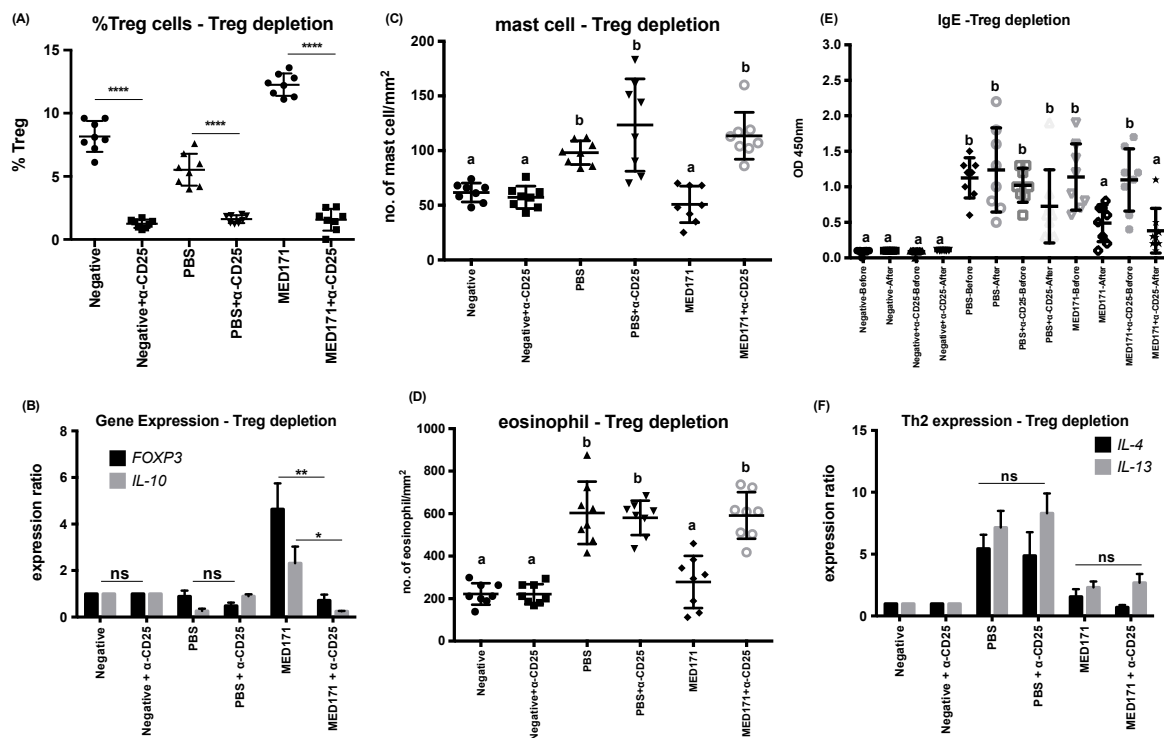 (A)
%Treg cells - Treg depletion
% Treg
15
10
5
0
****
****
****
Negative
Negative+α-CD25
PBS
PBS+α-CD25
MED171
MED171+α-CD25
(B)
Gene Expression - Treg depletion
expression ratio
8
6
4
2
0
FOXP3
IL-10
ns
ns
**
*
Negative
Negative + α-CD25
PBS
PBS + α-CD25
MED171
MED171 + α-CD25
(C)
mast cell - Treg depletion
no. of mast cell/mm²
200
150
100
50
0
a
a
b
b
a
b
Negative
Negative+α-CD25
PBS
PBS+α-CD25
MED171
MED171+α-CD25
(D)
eosinophil - Treg depletion
no. of eosinophil/mm²
1000
800
600
400
200
0
a
a
b
b
a
b
Negative
Negative+α-CD25
PBS
PBS+α-CD25
MED171
MED171+α-CD25
(E)
IgE -Treg depletion
OD 450nm
3.0
2.5
2.0
1.5
1.0
0.5
0.0
a
a
a
a
b
b
b
b
b
a
b
a
Negative-Before
Negative-After
Negative+α-CD25-Before
Negative+α-CD25-After
PBS-Before
PBS-After
PBS+α-CD25-Before
PBS+α-CD25-After
MED171-Before
MED171-After
MED171+α-CD25-Before
MED171+α-CD25-After
(F)
Th2 expression - Treg depletion
expression ratio
15
10
5
0
IL-4
IL-13
ns
ns
Negative
Negative + α-CD25
PBS
PBS + α-CD25
MED171
MED171 + α-CD25